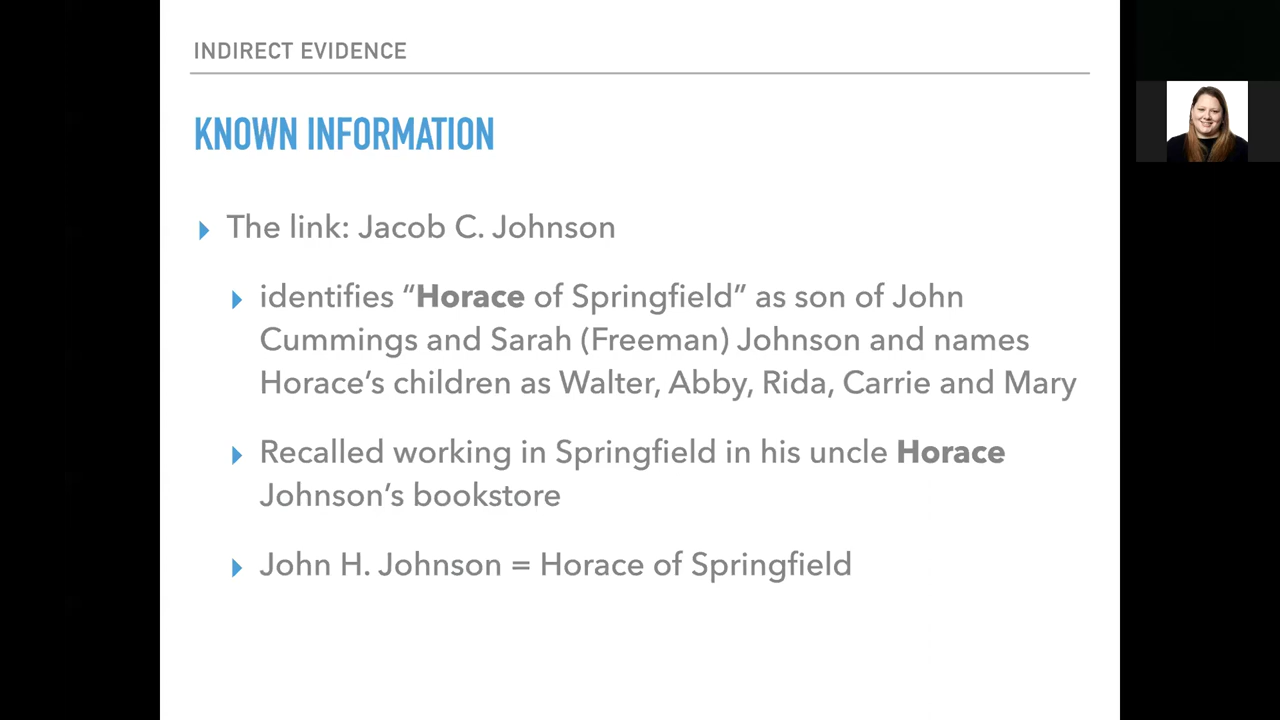 INDIRECT EVIDENCE
KNOWN INFORMATION
The link: Jacob C. Johnson
identifies “Horace of Springfield” as son of John
Cummings and Sarah (Freeman) Johnson and names
Horace’s children as Walter, Abby, Rida, Carrie and Mary
Recalled working in Springfield in his uncle Horace
Johnson’s bookstore
John H. Johnson = Horace of Springfield